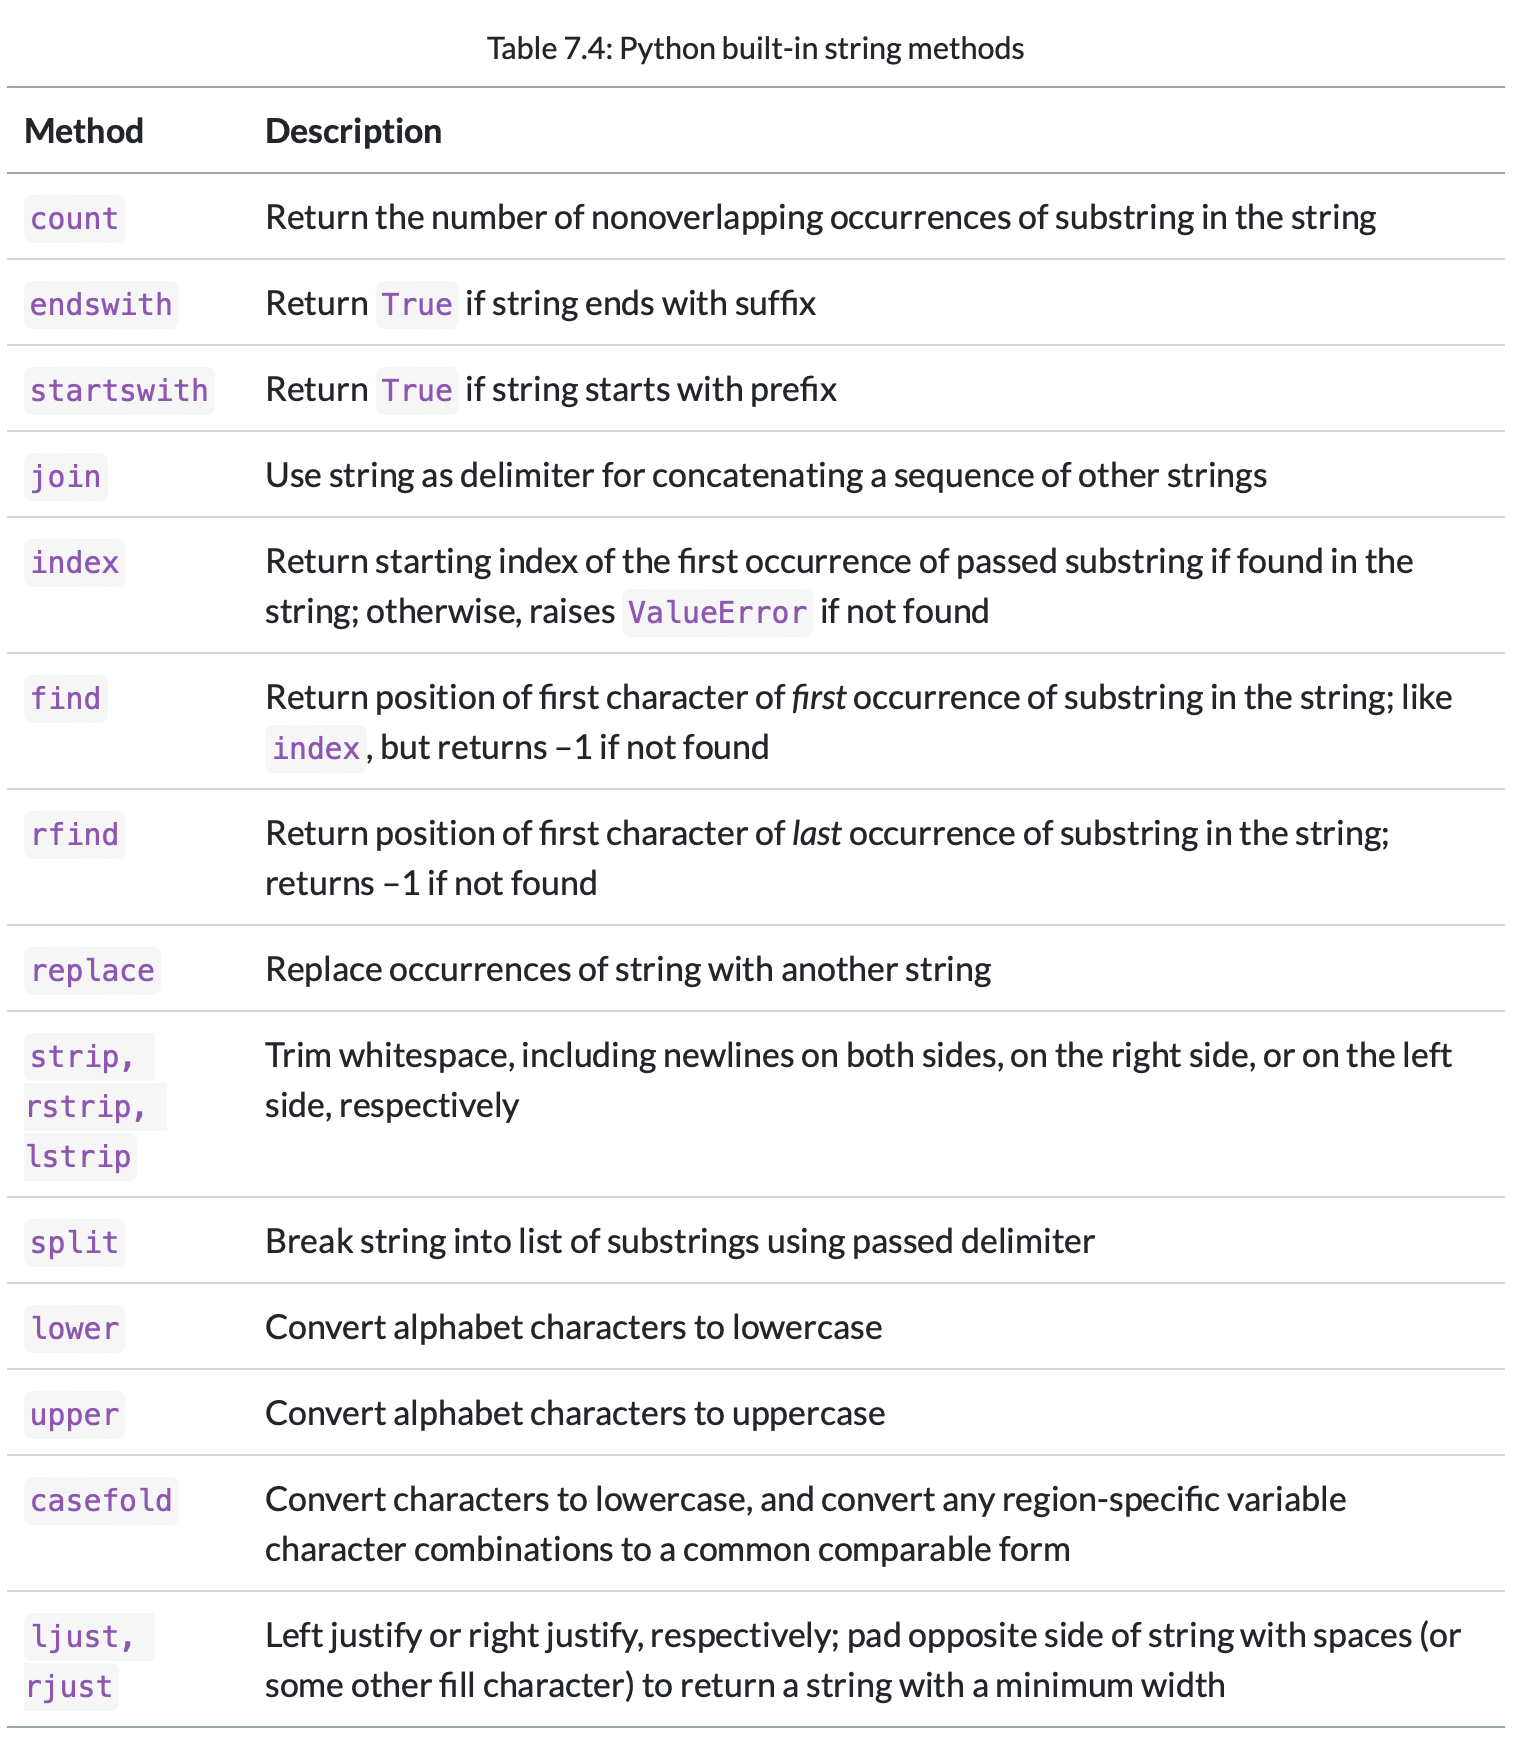 Table 7.4: Python built-in string methods
Method Description
count Return the number of nonoverlapping occurrences of substring in the string
endswith Return True if string ends with suffix
startswith Return True if string starts with prefix
join Use string as delimiter for concatenating a sequence of other strings
index Return starting index of the first occurrence of passed substring if found in the
string; otherwise, raises ValueError if not found
find Return position of first character of first occurrence of substring in the string; like
index, but returns –1 if not found
rfind Return position of first character of last occurrence of substring in the string;
returns –1 if not found
replace Replace occurrences of string with another string
strip, Trim whitespace, including newlines on both sides, on the right side, or on the left
rstrip, side, respectively
lstrip
split Break string into list of substrings using passed delimiter
lower Convert alphabet characters to lowercase
upper Convert alphabet characters to uppercase
casefold Convert characters to lowercase, and convert any region-specific variable
character combinations to a common comparable form
ljust, Left justify or right justify, respectively; pad opposite side of string with spaces (or
rjust some other fill character) to return a string with a minimum width